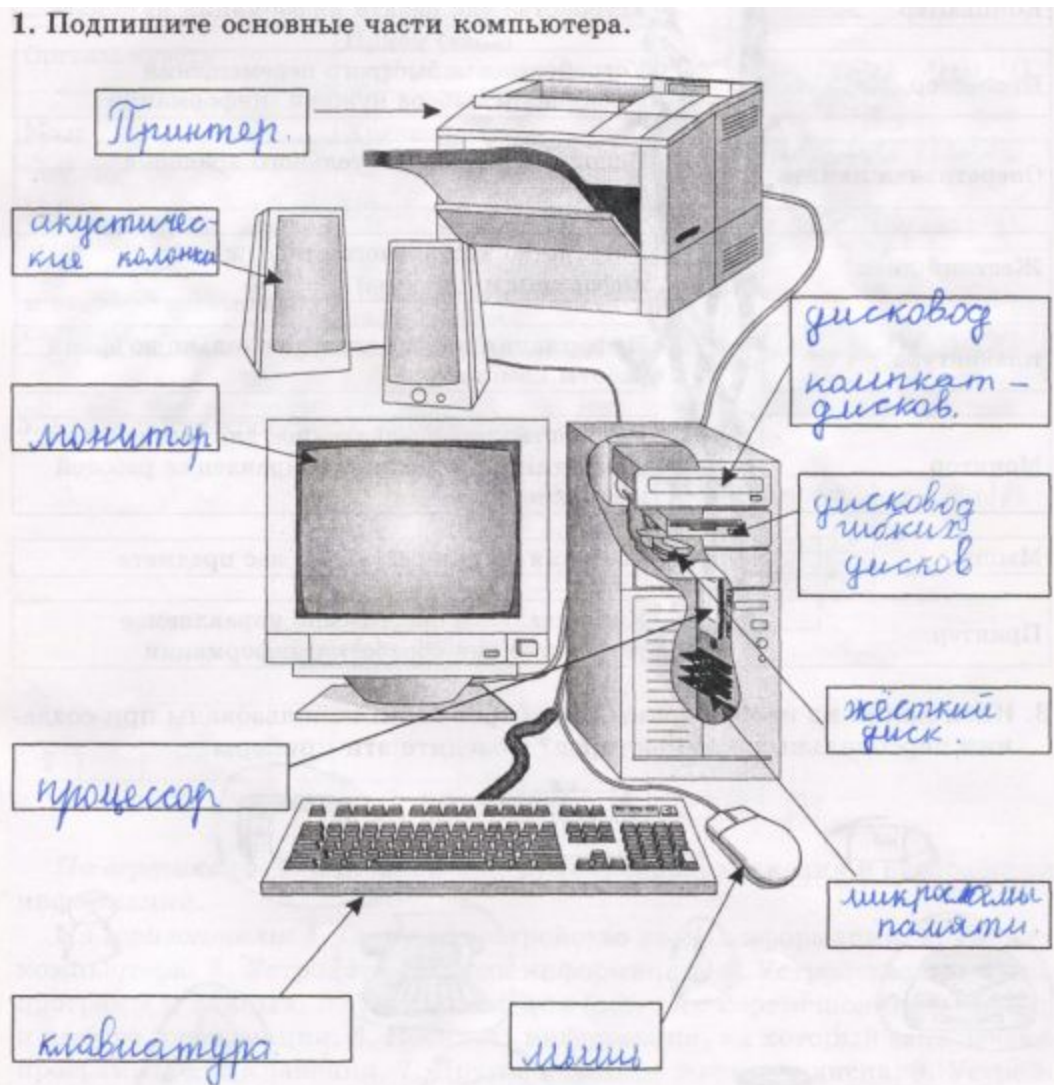 1. Подпишите основные части компьютера.
Принтер.
акустичес-
кие колонки
монитор
процессор
клавиатура
мышь
дисковод
компкат-
дисков.
дисковод
гибких
дисков
жёсткий
диск.
микросхемы
памяти.